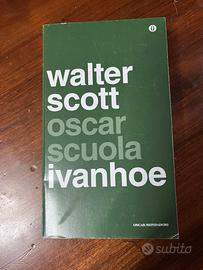 walter
scott
oscar
scuola
ivanhoe
OSCAR MONDADORI
subito